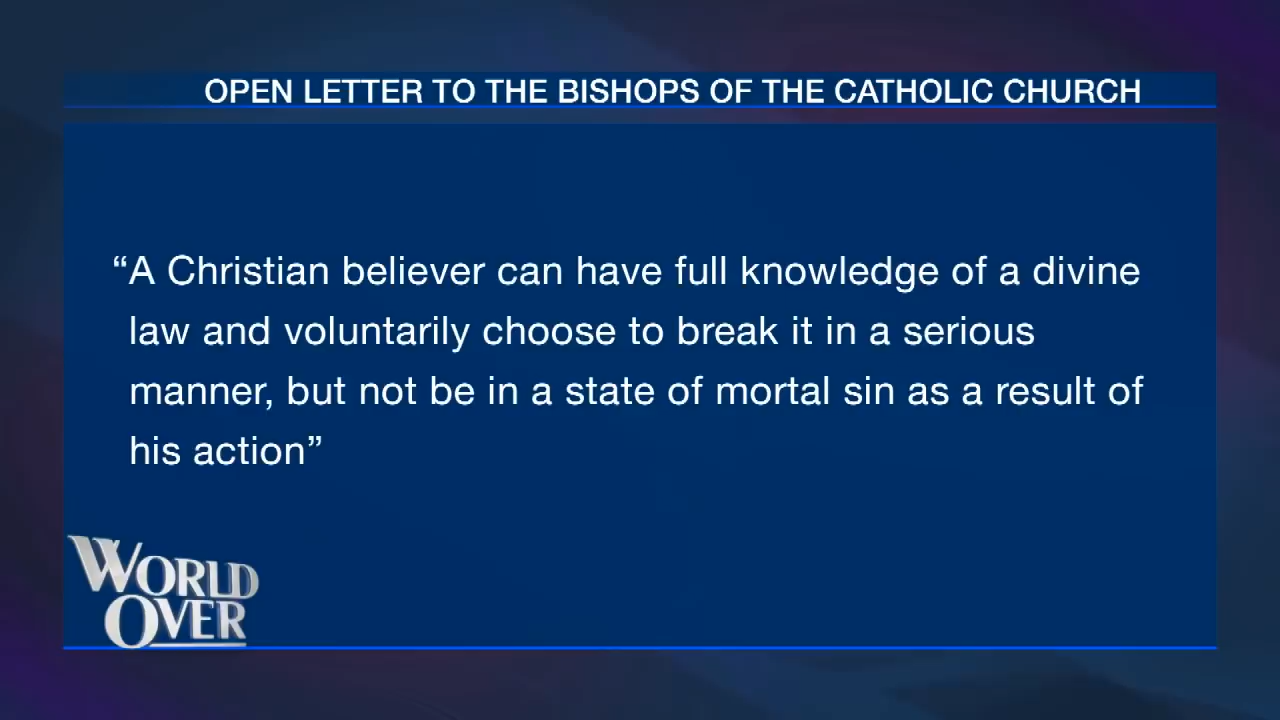 OPEN LETTER TO THE BISHOPS OF THE CATHOLIC CHURCH
“A Christian believer can have full knowledge of a divine
law and voluntarily choose to break it in a serious
manner, but not be in a state of mortal sin as a result of
his action”
WORLD
OVER